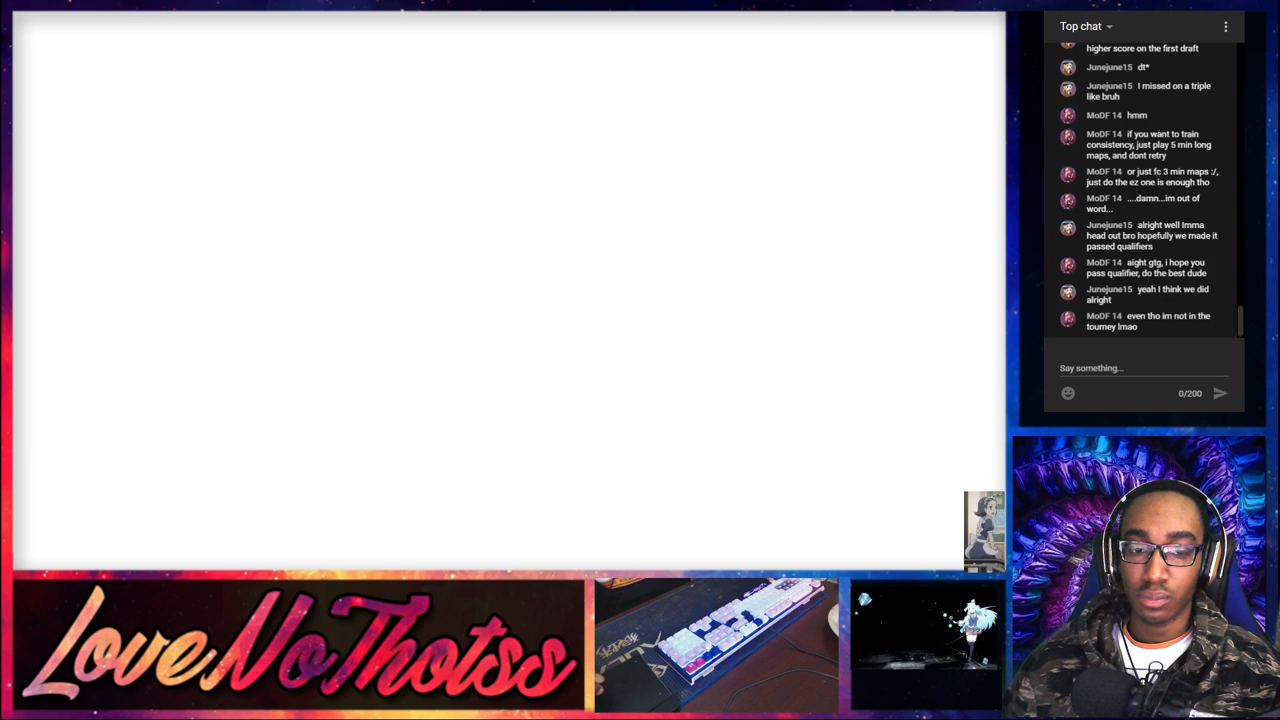 Top chat
higher score on the first draft
Junejune15 dt*
Junejune15 I missed on a triple
like bruh
MoDF 14 hmm
MoDF 14 if you want to train
consistency, just play 5 min long
maps, and dont retry
MoDF 14 or just fc 3 min maps :/,
just do the ez one is enough tho
MoDF 14 ....damn...im out of
word...
Junejune15 alright well Imma
head out bro hopefully we made it
passed qualifiers
MoDF 14 aight gtg, i hope you
pass qualifier, do the best dude
Junejune15 yeah I think we did
alright
MoDF 14 even tho im not in the
tourney lmao
Say something...
0/200
LoveNoThotss